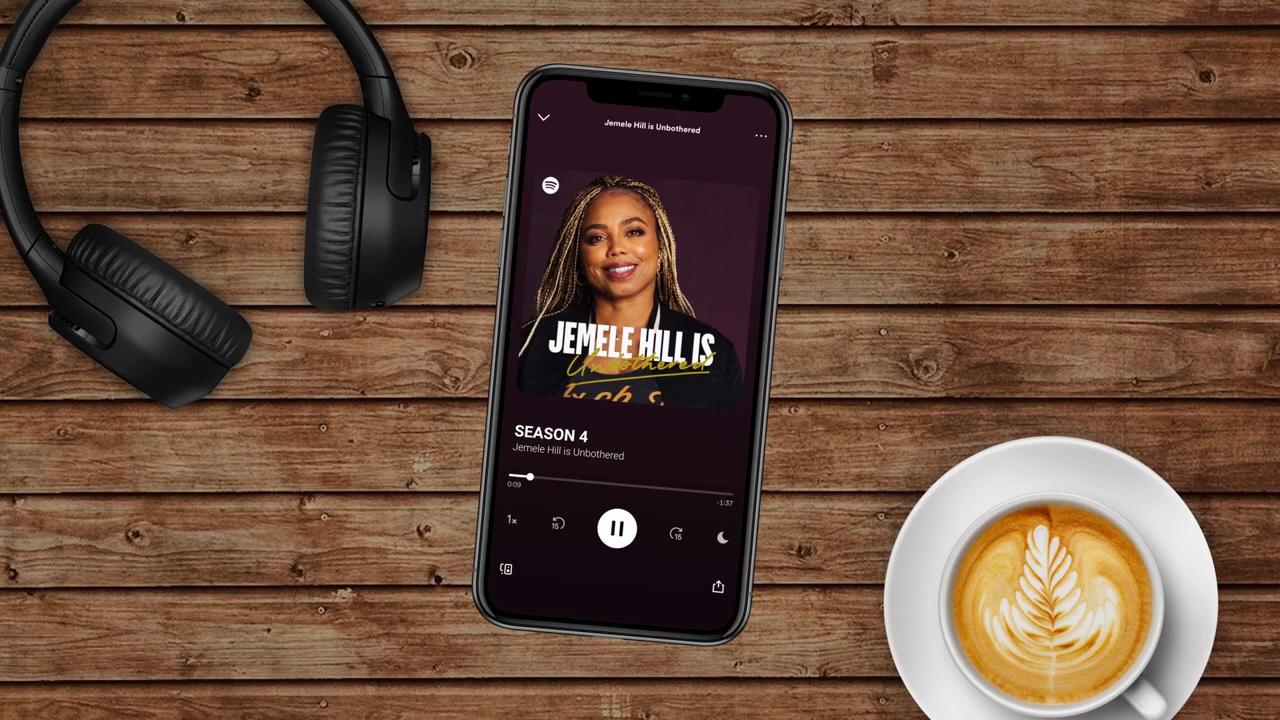 Jemele Hill is Unbothered
JEMELE HILL IS
Unbothered
SEASON 4
Jemele Hill is Unbothered
0:09
-1:37
1x
15
15